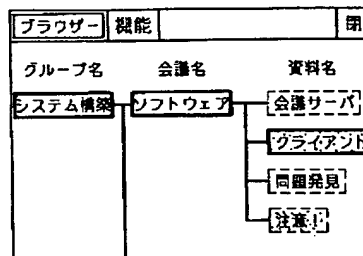 ブラウザー 機能 閉
グループ名 会議名 資料名
システム構築 ソフトウェア 会議サーバ
クライアント
問題発見
注意!